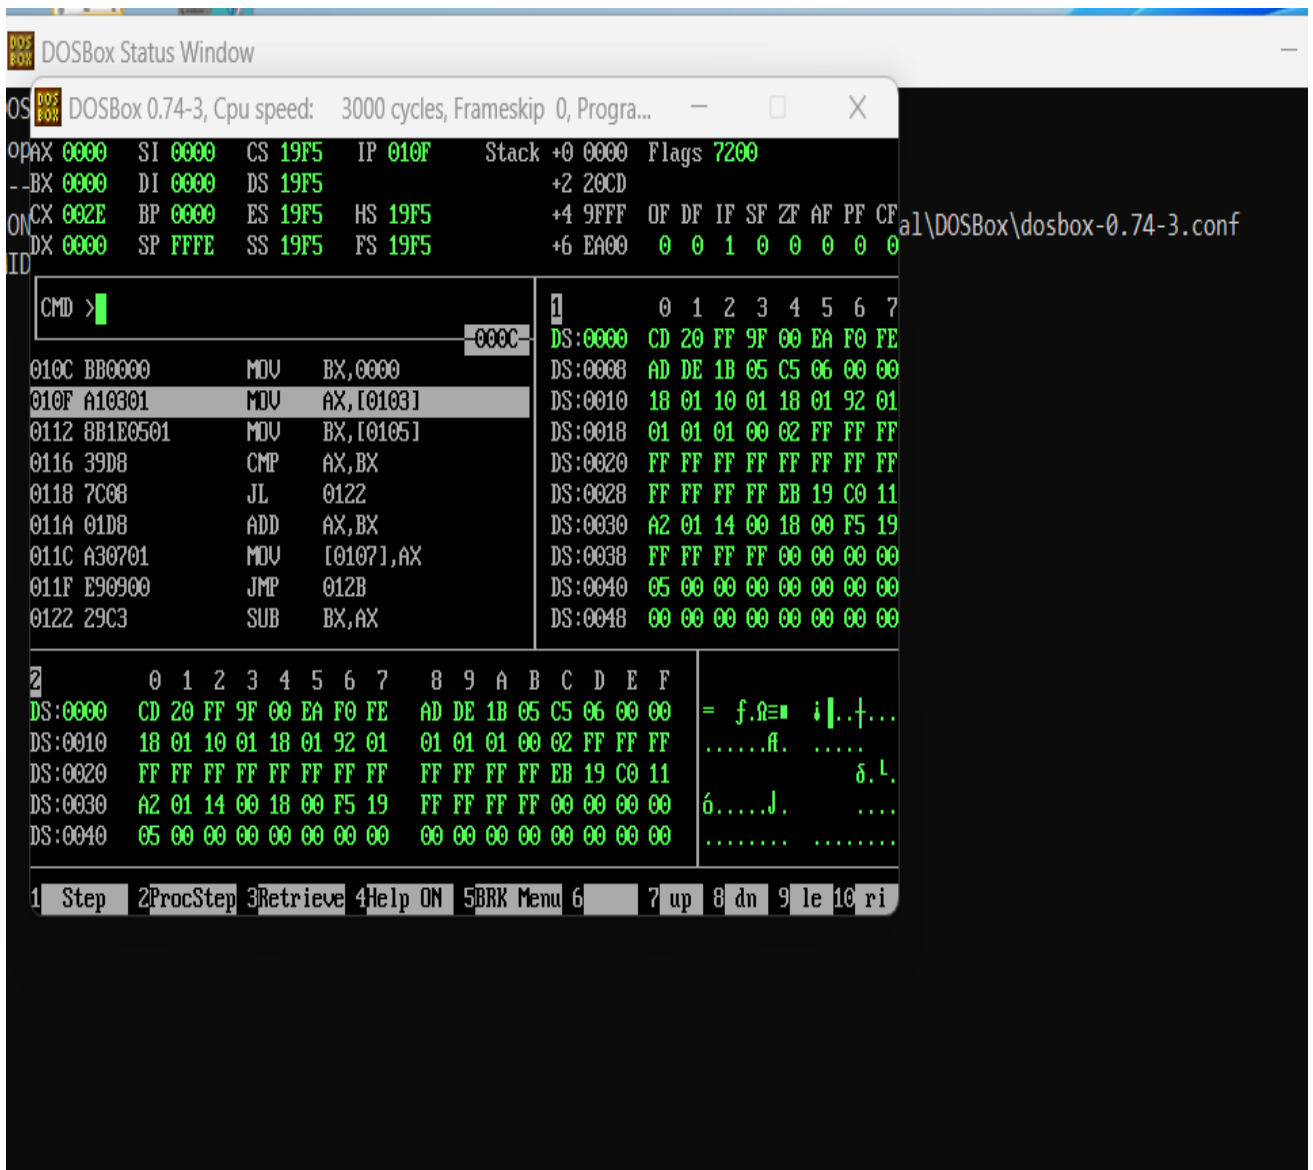 DOSBox Status Window
DOSBox 0.74-3, Cpu speed: 3000 cycles, Frameskip 0, Progra...
AX 0000 SI 0000 CS 19F5 IP 010F Stack +0 0000 Flags 7200
BX 0000 DI 0000 DS 19F5 +2 20CD
CX 002E BP 0000 ES 19F5 HS 19F5 +4 9FFF OF DF IF SF ZF AF PF CF
al\DOSBox\dosbox-0.74-3.conf
DX 0000 SP FFFE SS 19F5 FS 19F5 +6 EA00 0 0 1 0 0 0 0 0
CMD >
000C
010C BB0000 MOV BX,0000
010F A10301 MOV AX,[0103]
0112 8B1E0501 MOV BX,[0105]
0116 39D8 CMP AX,BX
0118 7C08 JL 0122
011A 01D8 ADD AX,BX
011C A30701 MOV [0107],AX
011F E90900 JMP 012B
0122 29C3 SUB BX,AX
1 0 1 2 3 4 5 6 7
DS:0000 CD 20 FF 9F 00 EA F0 FE
DS:0008 AD DE 1B 05 C5 06 00 00
DS:0010 18 01 10 01 18 01 92 01
DS:0018 01 01 01 00 02 FF FF FF
DS:0020 FF FF FF FF FF FF FF FF
DS:0028 FF FF FF FF EB 19 C0 11
DS:0030 A2 01 14 00 18 00 F5 19
DS:0038 FF FF FF FF 00 00 00 00
DS:0040 05 00 00 00 00 00 00 00
DS:0048 00 00 00 00 00 00 00 00
2 0 1 2 3 4 5 6 7 8 9 A B C D E F
DS:0000 CD 20 FF 9F 00 EA F0 FE AD DE 1B 05 C5 06 00 00 = ƒ.Ω≡■ ¡▐..┼...
DS:0010 18 01 10 01 18 01 92 01 01 01 01 00 02 FF FF FF ......Æ. .....
DS:0020 FF FF FF FF FF FF FF FF FF FF FF FF EB 19 C0 11 δ.└.
DS:0030 A2 01 14 00 18 00 F5 19 FF FF FF FF 00 00 00 00 ó.....⌡. ....
DS:0040 05 00 00 00 00 00 00 00 00 00 00 00 00 00 00 00 ........ ........
1 Step 2ProcStep 3Retrieve 4Help ON 5BRK Menu 6 7 up 8 dn 9 le 10 ri